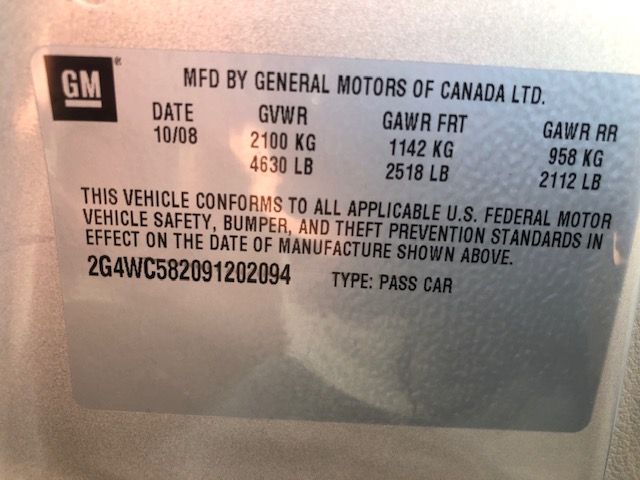 GM®
MFD BY GENERAL MOTORS OF CANADA LTD.
DATE GVWR GAWR FRT GAWR RR
10/08 2100 KG 1142 KG 958 KG
4630 LB 2518 LB 2112 LB
THIS VEHICLE CONFORMS TO ALL APPLICABLE U.S. FEDERAL MOTOR
VEHICLE SAFETY, BUMPER, AND THEFT PREVENTION STANDARDS IN
EFFECT ON THE DATE OF MANUFACTURE SHOWN ABOVE.
2G4WC582091202094 TYPE: PASS CAR